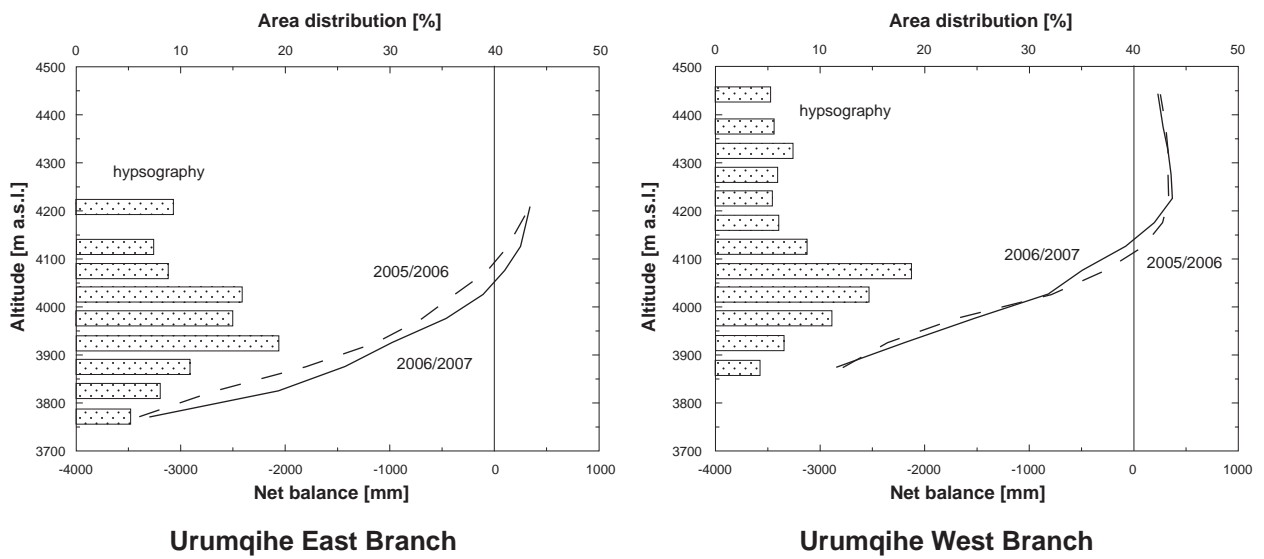 Area distribution [%]
0 10 20 30 40 50
4500
4400
4300
4200
4100
4000
3900
3800
3700
Altitude [m a.s.l.]
hypsography
2005/2006
2006/2007
-4000 -3000 -2000 -1000 0 1000
Net balance [mm]
Urumqihe East Branch
Area distribution [%]
0 10 20 30 40 50
4500
4400
4300
4200
4100
4000
3900
3800
3700
Altitude [m a.s.l.]
hypsography
2006/2007
2005/2006
-4000 -3000 -2000 -1000 0 1000
Net balance [mm]
Urumqihe West Branch